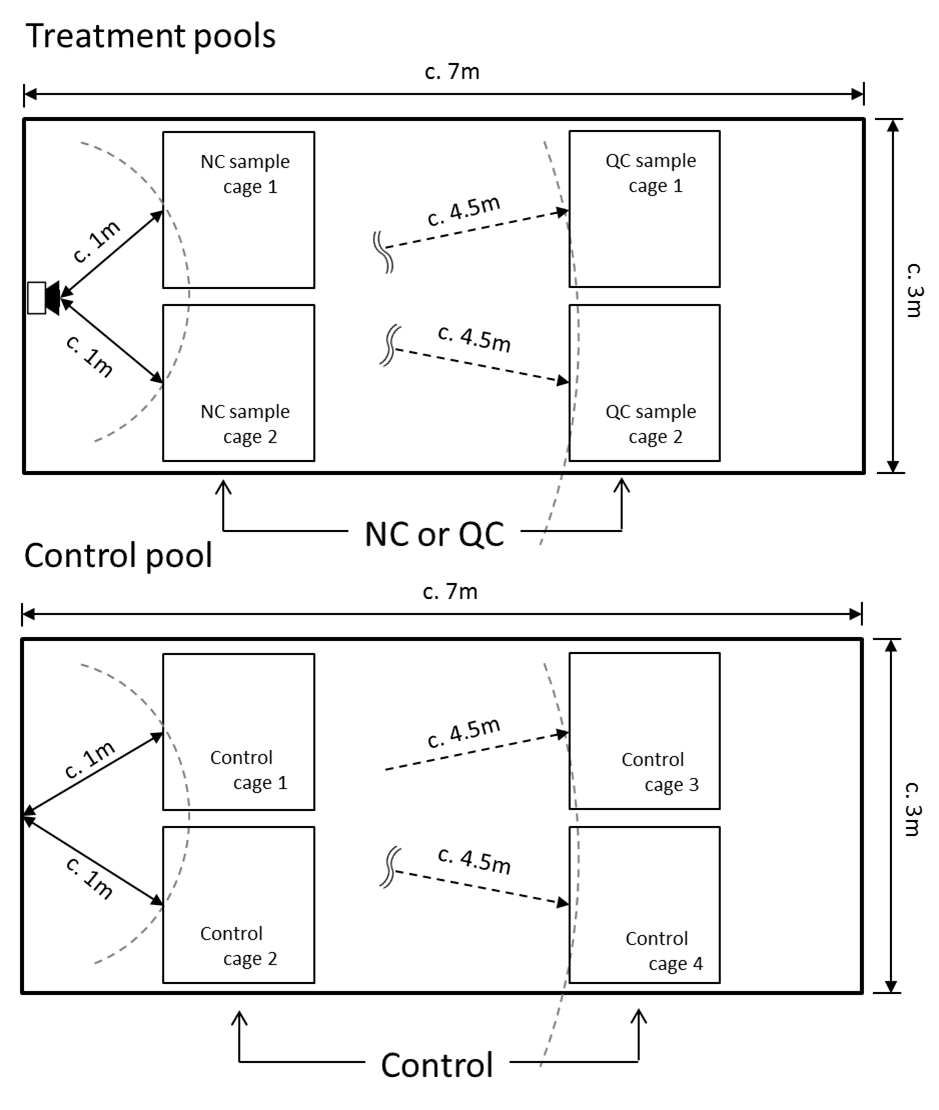 Treatment pools
c. 7m
NC sample
cage 1
QC sample
cage 1
c. 1m
c. 4.5m
c. 3m
c. 1m
c. 4.5m
NC sample
cage 2
QC sample
cage 2
NC or QC
Control pool
c. 7m
c. 1m
c. 4.5m
Control
cage 1
Control
cage 3
c. 3m
c. 1m
c. 4.5m
Control
cage 2
Control
cage 4
Control